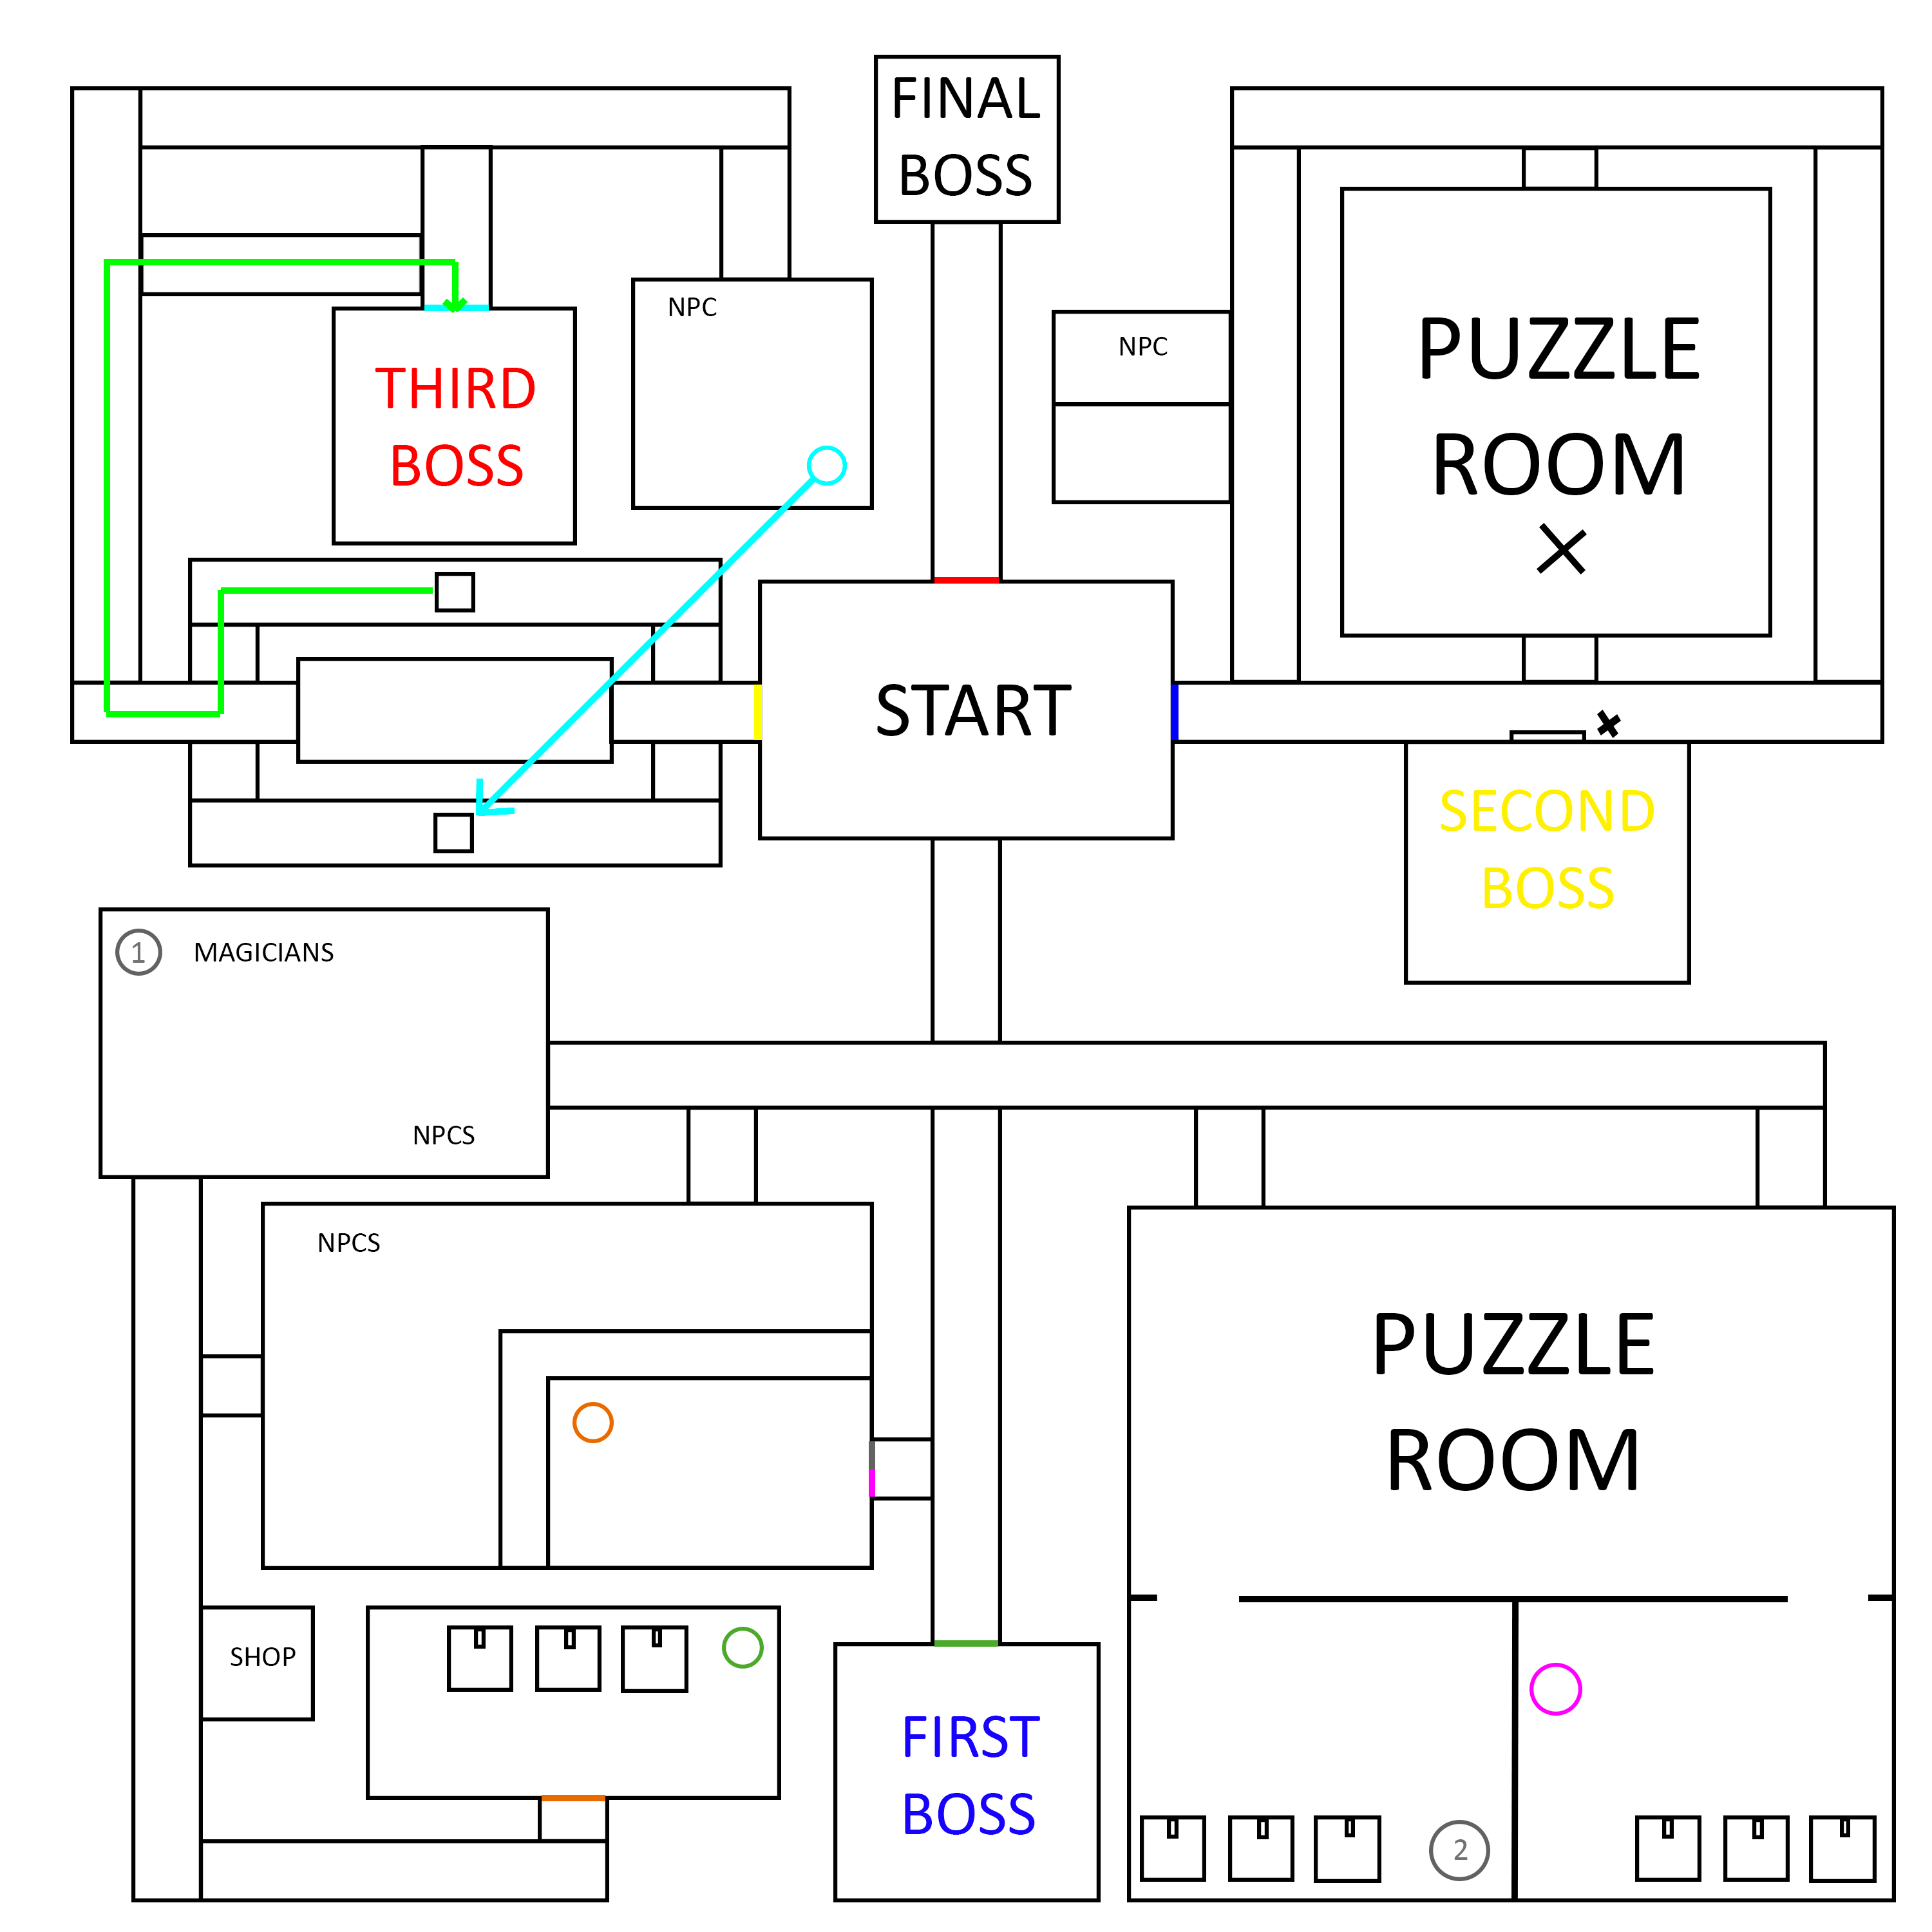 FINAL
BOSS
NPC
NPC
THIRD
BOSS
PUZZLE
ROOM
START
SECOND
BOSS
1
MAGICIANS
NPCS
NPCS
PUZZLE
ROOM
SHOP
FIRST
BOSS
2